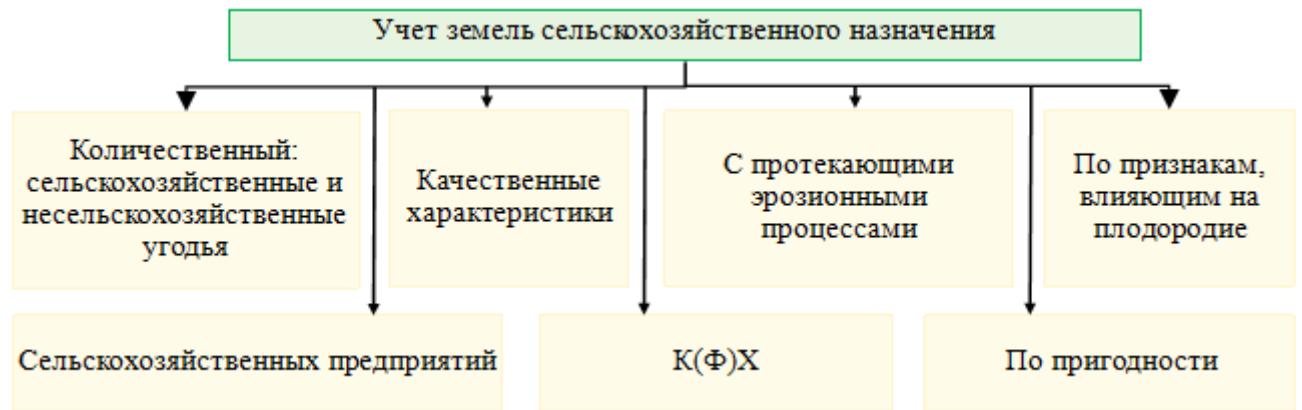 Учет земель сельскохозяйственного назначения
Количественный:
сельскохозяйственные и
несельскохозяйственные
угодья
Качественные
характеристики
С протекающими
эрозионными
процессами
По признакам,
влияющим на
плодородие
Сельскохозяйственных предприятий
К(Ф)Х
По пригодности